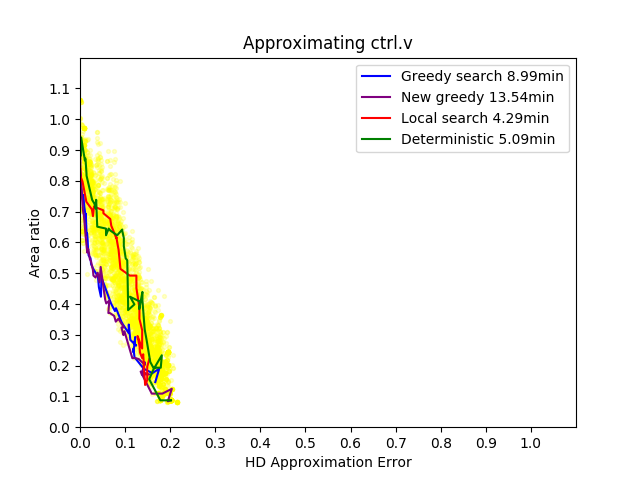 Approximating ctrl.v
Greedy search 8.99min
New greedy 13.54min
Local search 4.29min
Deterministic 5.09min
Area ratio
1.1
1.0
0.9
0.8
0.7
0.6
0.5
0.4
0.3
0.2
0.1
0.0
0.0 0.1 0.2 0.3 0.4 0.5 0.6 0.7 0.8 0.9 1.0
HD Approximation Error